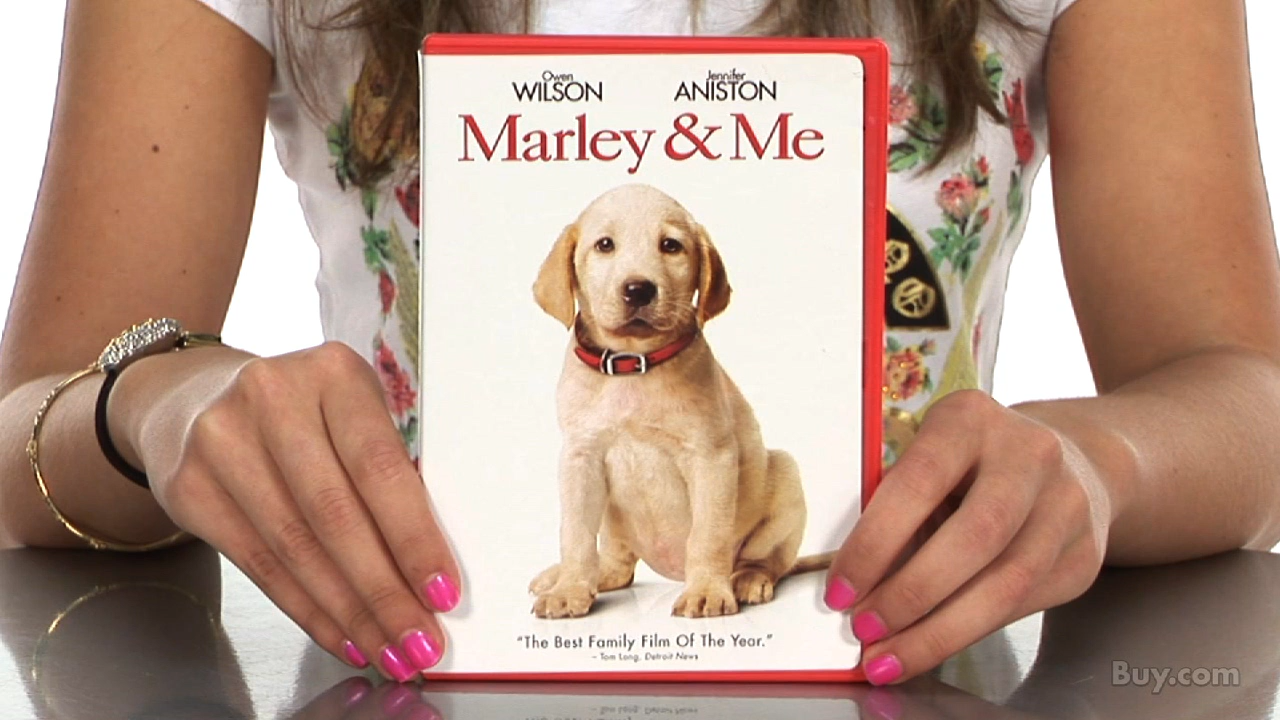 Owen Jennifer
WILSON ANISTON
Marley & Me
“The Best Family Film Of The Year.”
– Tom Long, Detroit News
Buy.com